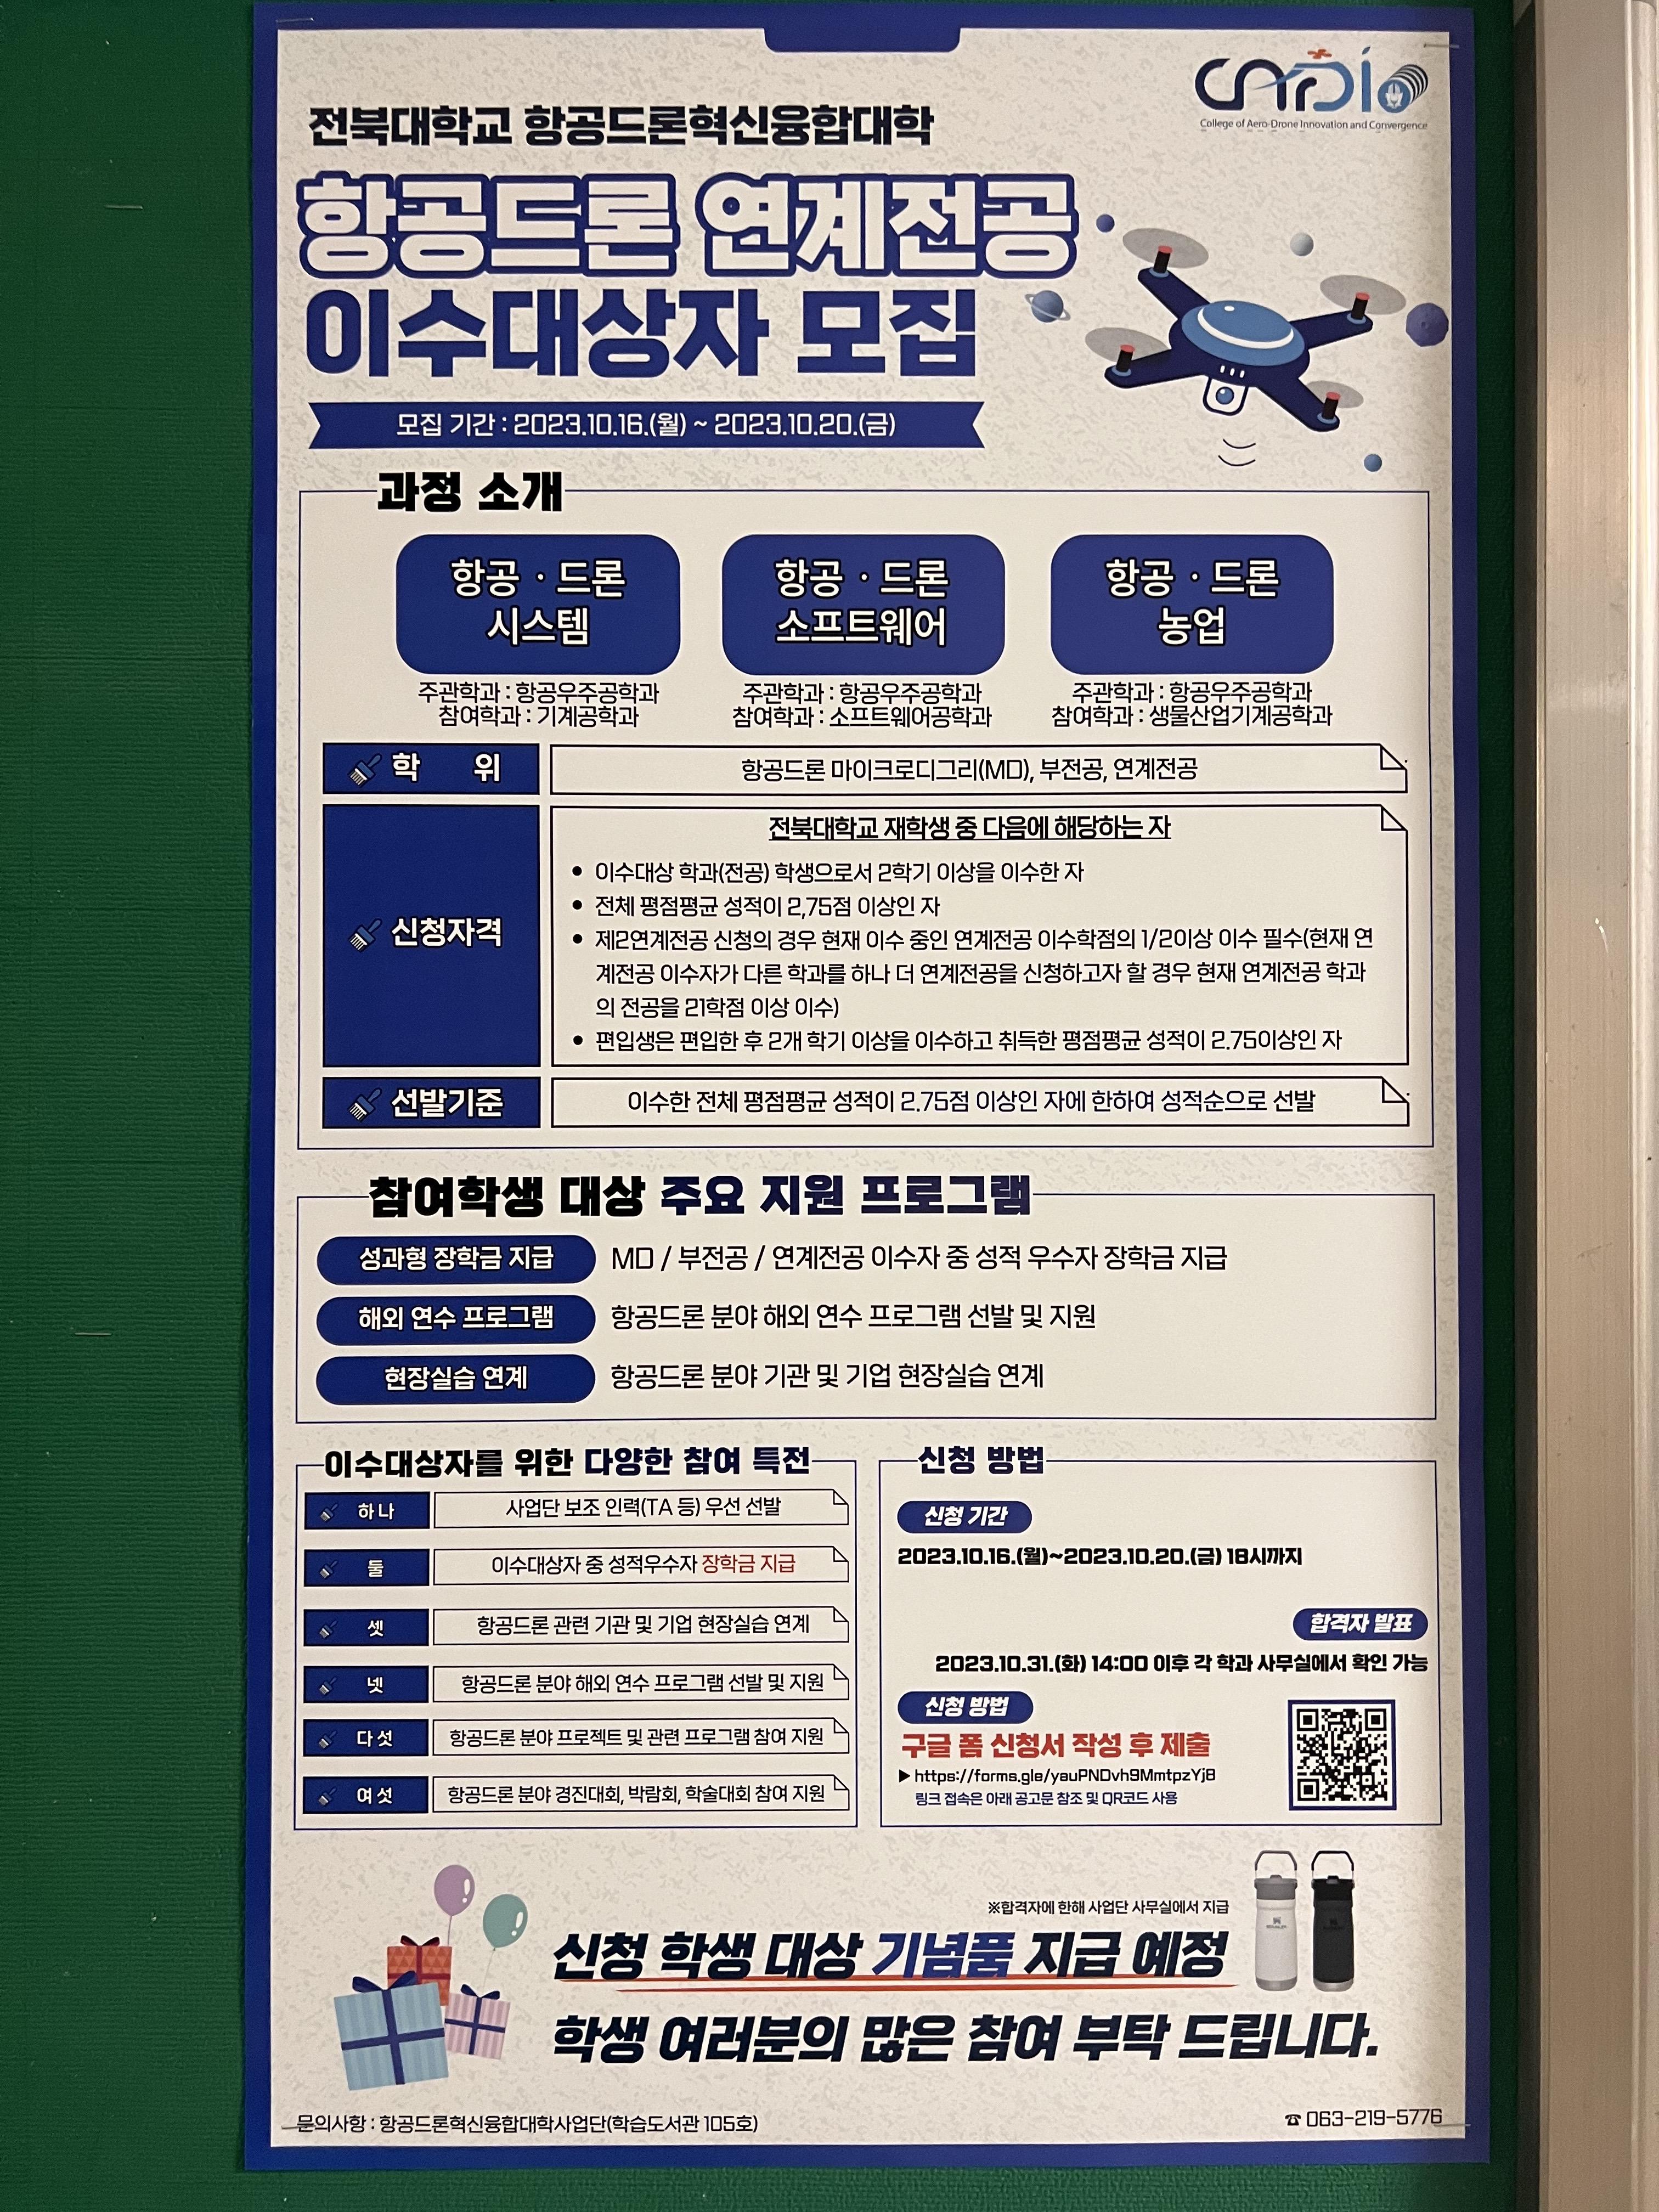 College of Aero-Drone Innovation and Convergence
전북대학교 항공드론혁신융합대학
항공드론 연계전공
이수대상자 모집
모집 기간 : 2023.10.16.(월) ~ 2023.10.20.(금)
과정 소개
항공 · 드론
시스템
주관학과 : 항공우주공학과
참여학과 : 기계공학과
항공 · 드론
소프트웨어
주관학과 : 항공우주공학과
참여학과 : 소프트웨어공학과
항공 · 드론
농업
주관학과 : 항공우주공학과
참여학과 : 생물산업기계공학과
학 위
항공드론 마이크로디그리(MD), 부전공, 연계전공
신청자격
전북대학교 재학생 중 다음에 해당하는 자
• 이수대상 학과(전공) 학생으로서 2학기 이상을 이수한 자
• 전체 평점평균 성적이 2,75점 이상인 자
• 제2연계전공 신청의 경우 현재 이수 중인 연계전공 이수학점의 1/2이상 이수 필수(현재 연
계전공 이수자가 다른 학과를 하나 더 연계전공을 신청하고자 할 경우 현재 연계전공 학과
의 전공을 21학점 이상 이수)
• 편입생은 편입한 후 2개 학기 이상을 이수하고 취득한 평점평균 성적이 2.75이상인 자
선발기준
이수한 전체 평점평균 성적이 2.75점 이상인 자에 한하여 성적순으로 선발
참여학생 대상 주요 지원 프로그램
성과형 장학금 지급
MD / 부전공 / 연계전공 이수자 중 성적 우수자 장학금 지급
해외 연수 프로그램
항공드론 분야 해외 연수 프로그램 선발 및 지원
현장실습 연계
항공드론 분야 기관 및 기업 현장실습 연계
이수대상자를 위한 다양한 참여 특전
하나
사업단 보조 인력(TA 등) 우선 선발
둘
이수대상자 중 성적우수자 장학금 지급
셋
항공드론 관련 기관 및 기업 현장실습 연계
넷
항공드론 분야 해외 연수 프로그램 선발 및 지원
다섯
항공드론 분야 프로젝트 및 관련 프로그램 참여 지원
여섯
항공드론 분야 경진대회, 박람회, 학술대회 참여 지원
신청 방법
신청 기간
2023.10.16.(월)~2023.10.20.(금) 18시까지
합격자 발표
2023.10.31.(화) 14:00 이후 각 학과 사무실에서 확인 가능
신청 방법
구글 폼 신청서 작성 후 제출
▶ https://forms.gle/yauPNDvh9MmtpzYj8
링크 접속은 아래 공고문 참조 및 QR코드 사용
※합격자에 한해 사업단 사무실에서 지급
신청 학생 대상 기념품 지급 예정
학생 여러분의 많은 참여 부탁 드립니다.
문의사항 : 항공드론혁신융합대학사업단(학습도서관 105호)
☎ 063-219-5776